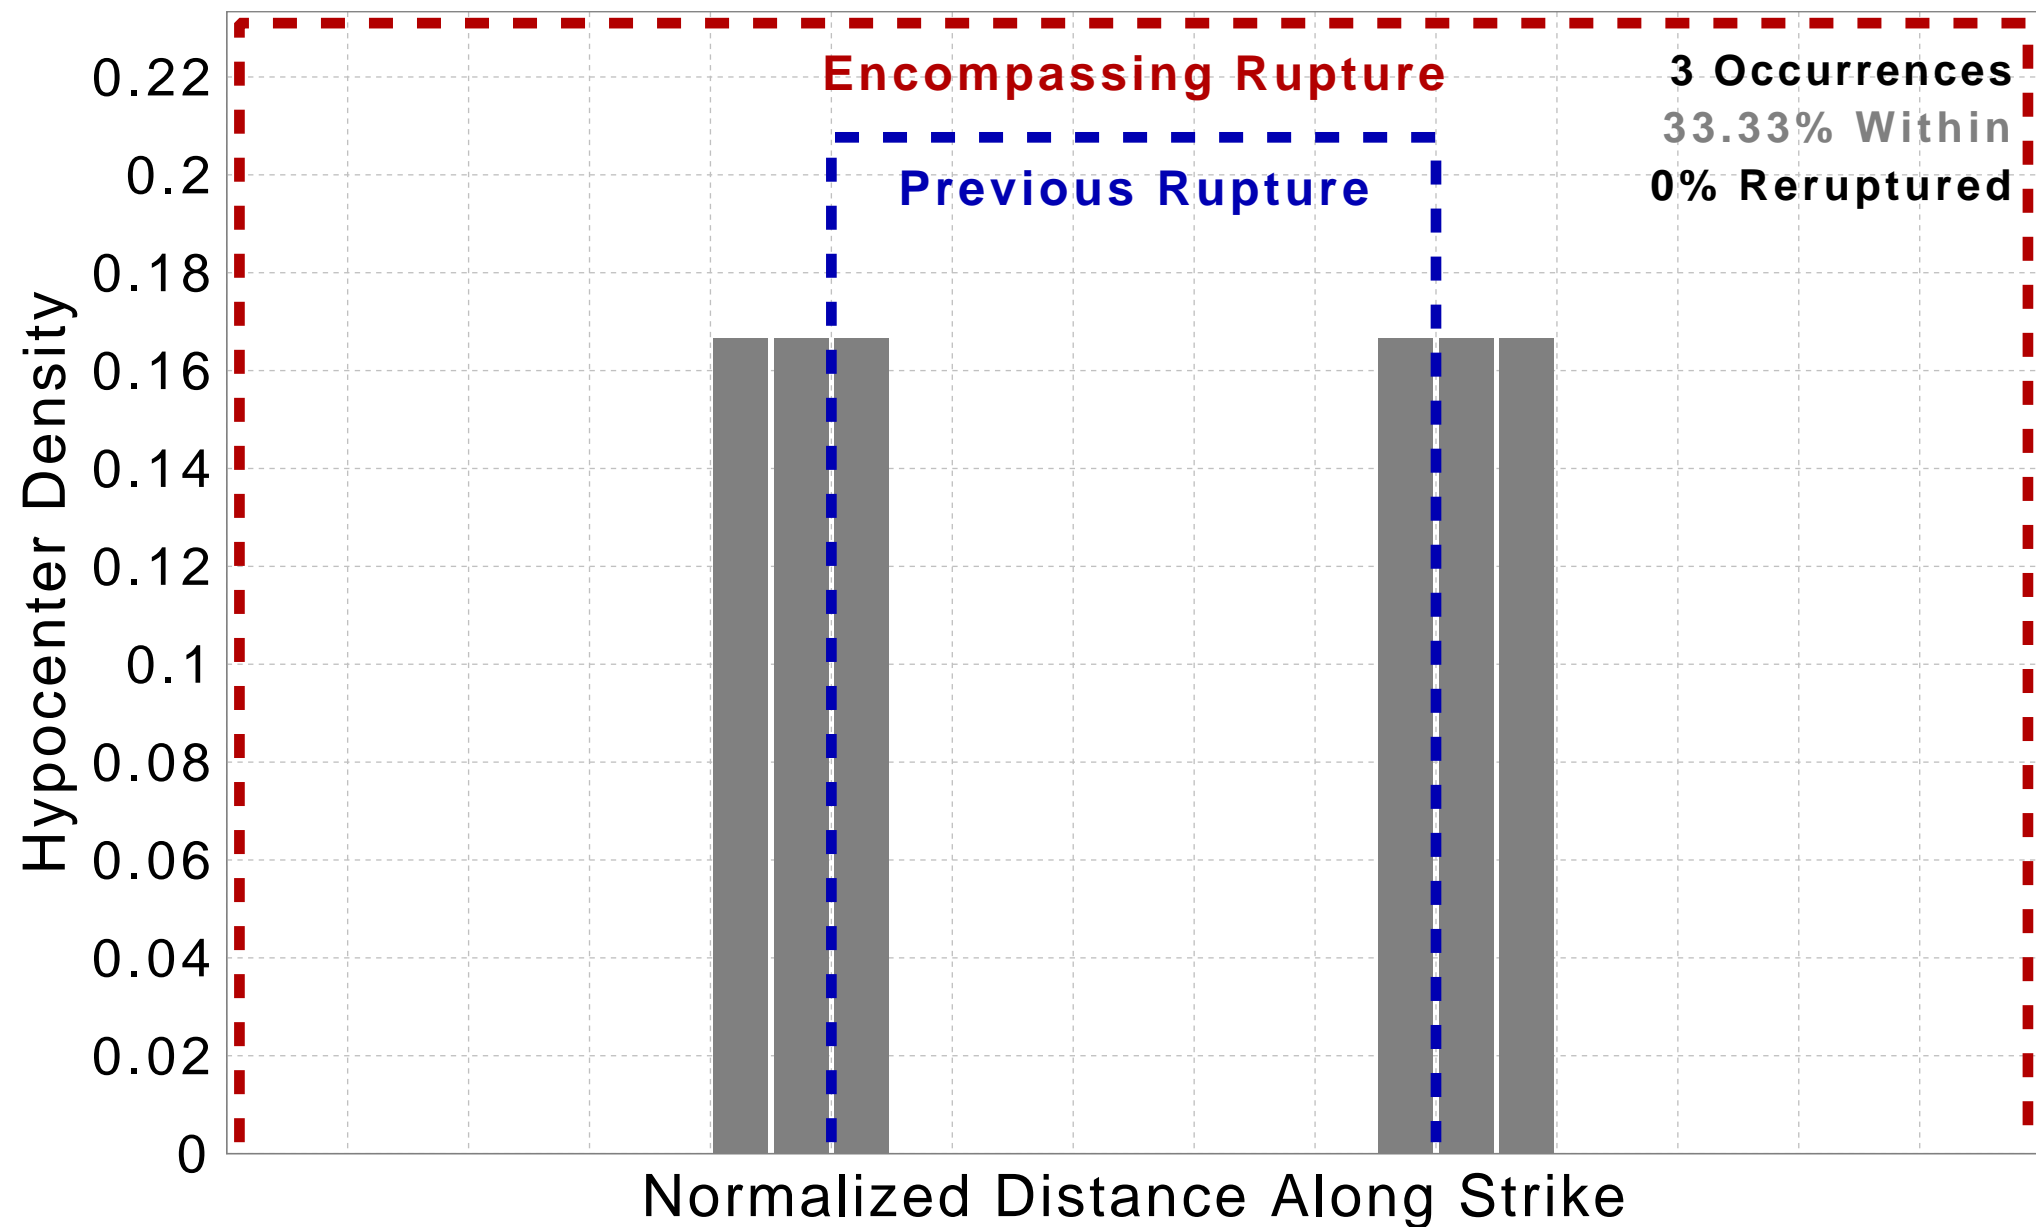 Encompassing Rupture
Previous Rupture
3 Occurrences
33.33% Within
0% Reruptured
Hypocenter Density
0.22
0.2
0.18
0.16
0.14
0.12
0.1
0.08
0.06
0.04
0.02
0
Normalized Distance Along Strike